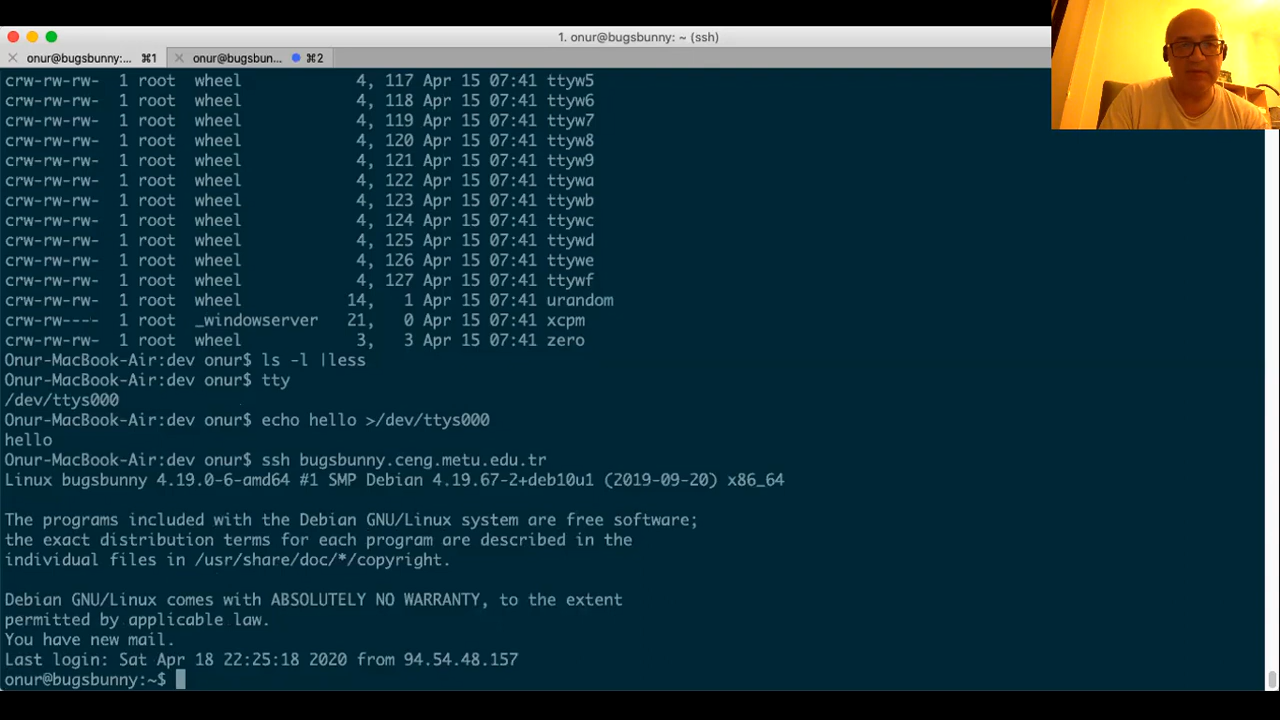 1. onur@bugsbunny: ~ (ssh)
onur@bugsbunny:... ⌘1 onur@bugsbun... ⌘2
crw-rw-rw- 1 root wheel 4, 117 Apr 15 07:41 ttyw5
crw-rw-rw- 1 root wheel 4, 118 Apr 15 07:41 ttyw6
crw-rw-rw- 1 root wheel 4, 119 Apr 15 07:41 ttyw7
crw-rw-rw- 1 root wheel 4, 120 Apr 15 07:41 ttyw8
crw-rw-rw- 1 root wheel 4, 121 Apr 15 07:41 ttyw9
crw-rw-rw- 1 root wheel 4, 122 Apr 15 07:41 ttywa
crw-rw-rw- 1 root wheel 4, 123 Apr 15 07:41 ttywb
crw-rw-rw- 1 root wheel 4, 124 Apr 15 07:41 ttywc
crw-rw-rw- 1 root wheel 4, 125 Apr 15 07:41 ttywd
crw-rw-rw- 1 root wheel 4, 126 Apr 15 07:41 ttywe
crw-rw-rw- 1 root wheel 4, 127 Apr 15 07:41 ttywf
crw-rw-rw- 1 root wheel 14, 1 Apr 15 07:41 urandom
crw-rw---- 1 root _windowserver 21, 0 Apr 15 07:41 xcpm
crw-rw-rw- 1 root wheel 3, 3 Apr 15 07:41 zero
Onur-MacBook-Air:dev onur$ ls -l |less
Onur-MacBook-Air:dev onur$ tty
/dev/ttys000
Onur-MacBook-Air:dev onur$ echo hello >/dev/ttys000
hello
Onur-MacBook-Air:dev onur$ ssh bugsbunny.ceng.metu.edu.tr
Linux bugsbunny 4.19.0-6-amd64 #1 SMP Debian 4.19.67-2+deb10u1 (2019-09-20) x86_64
The programs included with the Debian GNU/Linux system are free software;
the exact distribution terms for each program are described in the
individual files in /usr/share/doc/*/copyright.
Debian GNU/Linux comes with ABSOLUTELY NO WARRANTY, to the extent
permitted by applicable law.
You have new mail.
Last login: Sat Apr 18 22:25:18 2020 from 94.54.48.157
onur@bugsbunny:~$